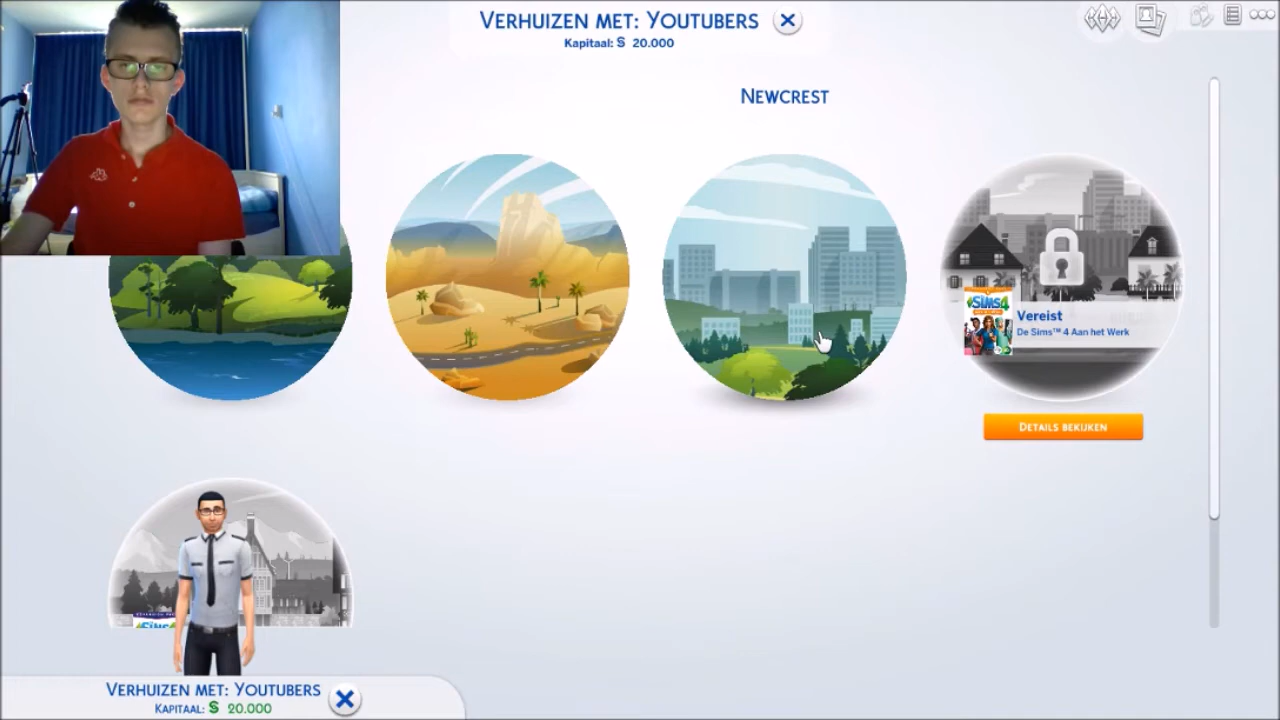 VERHUIZEN MET: YOUTUBERS
Kapitaal: § 20.000
NEWCREST
SIMS4
Vereist
De Sims™ 4 Aan het Werk
DETAILS BEKIJKEN
VERHUIZEN MET: YOUTUBERS
KAPITAAL: § 20.000